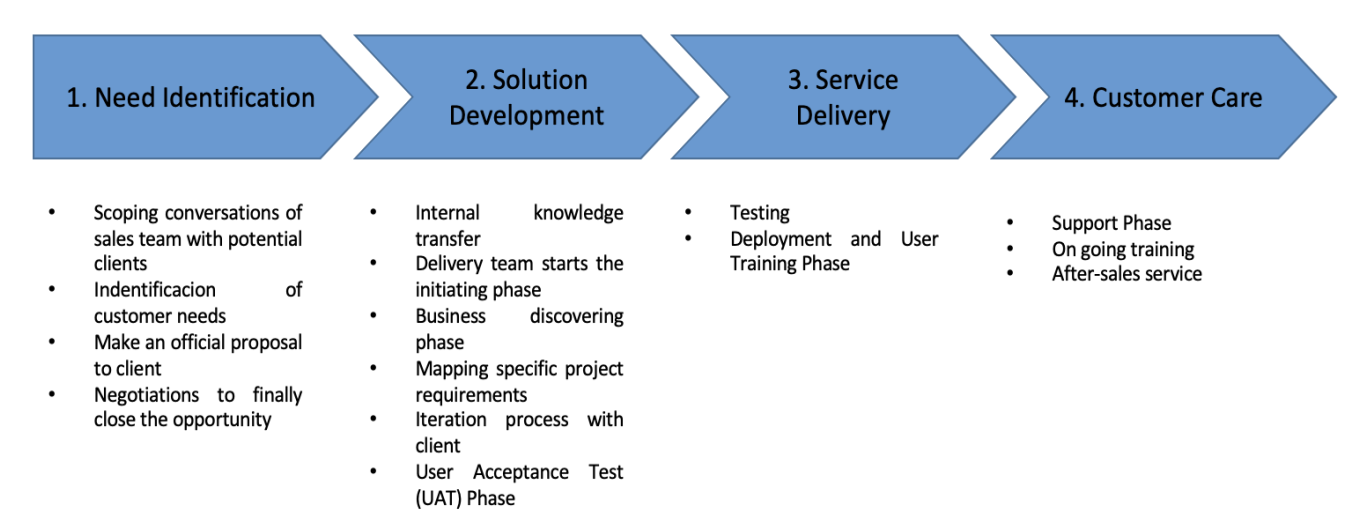 1. Need Identification
2. Solution
Development
3. Service
Delivery
4. Customer Care
• Scoping conversations of
sales team with potential
clients
• Indentificacion of
customer needs
• Make an official proposal
to client
• Negotiations to finally
close the opportunity
• Internal knowledge
transfer
• Delivery team starts the
initiating phase
• Business discovering
phase
• Mapping specific project
requirements
• Iteration process with
client
• User Acceptance Test
(UAT) Phase
• Testing
• Deployment and User
Training Phase
• Support Phase
• On going training
• After-sales service